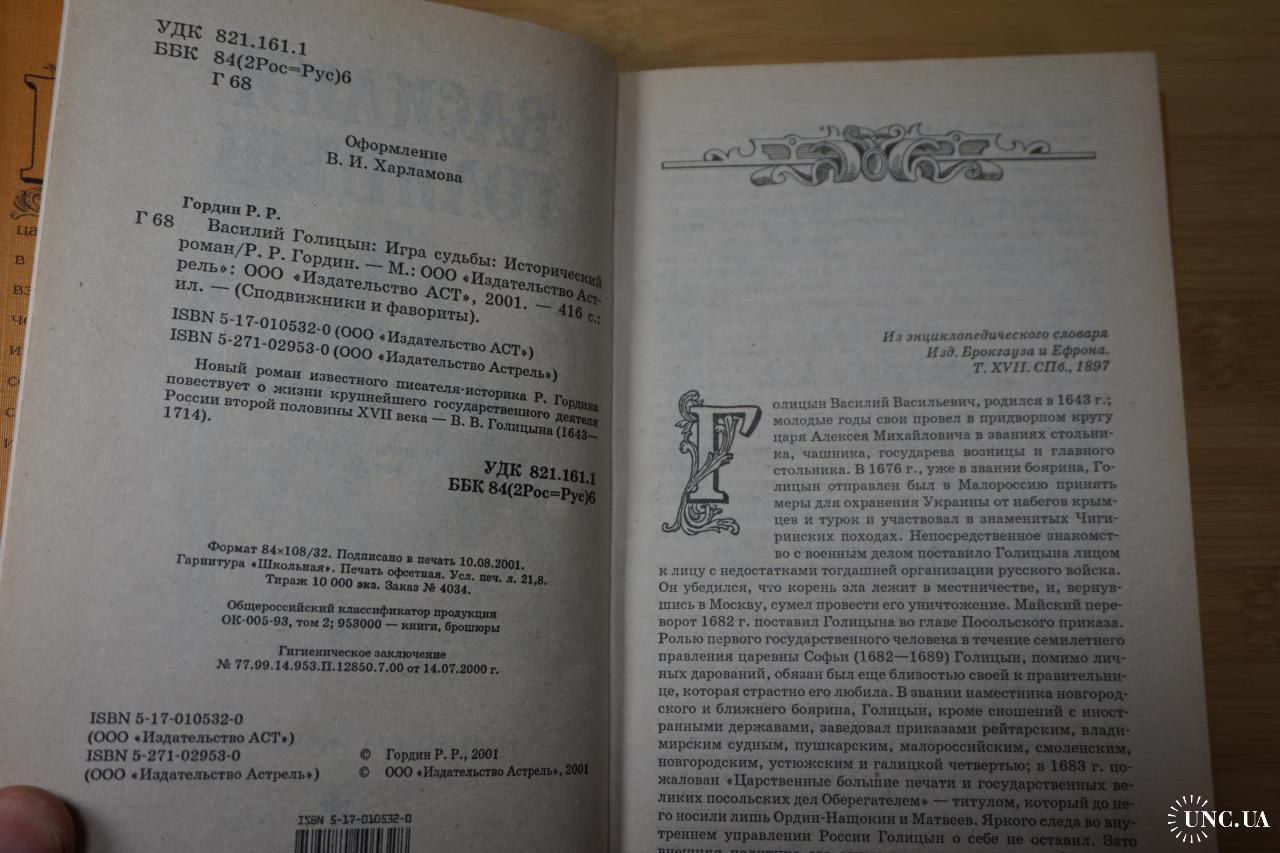 УДК 821.161.1
ББК 84(2Рос=Рус)6
Г 68
Оформление
В. И. Харламова
Гордин Р. Р.
Г 68 Василий Голицын: Игра судьбы: Исторический
роман/Р. Р. Гордин. — М.: ООО «Издательство Аст-
рель»: ООО «Издательство АСТ», 2001. — 416 с.:
ил. — (Сподвижники и фавориты).
ISBN 5-17-010532-0 (ООО «Издательство АСТ»)
ISBN 5-271-02953-0 (ООО «Издательство Астрель»)
Новый роман известного писателя-историка Р. Гордина
повествует о жизни крупнейшего государственного деятеля
России второй половины XVII века — В. В. Голицына (1643—
1714).
УДК 821.161.1
ББК 84(2Рос=Рус)6
Формат 84×108/32. Подписано в печать 10.08.2001.
Гарнитура «Школьная». Печать офсетная. Усл. печ. л. 21,8.
Тираж 10 000 экз. Заказ № 4034.
Общероссийский классификатор продукции
ОК-005-93, том 2; 953000 — книги, брошюры
Гигиеническое заключение
№ 77.99.14.953.П.12850.7.00 от 14.07.2000 г.
ISBN 5-17-010532-0
(ООО «Издательство АСТ»)
ISBN 5-271-02953-0
(ООО «Издательство Астрель»)
© Гордин Р. Р., 2001
© ООО «Издательство Астрель», 2001
ISBN 5-17-010532-0
Из энциклопедического словаря
Изд. Брокгауза и Ефрона.
Т. XVII. СПб., 1897
Голицын Василий Васильевич, родился в 1643 г.;
молодые годы свои провел в придворном кругу
царя Алексея Михайловича в званиях стольни-
ка, чашника, государева возницы и главного
стольника. В 1676 г., уже в звании боярина, Го-
лицын отправлен был в Малороссию принять
меры для охранения Украины от набегов крым-
цев и турок и участвовал в знаменитых Чиги-
ринских походах. Непосредственное знакомст-
во с военным делом поставило Голицына лицом
к лицу с недостатками тогдашней организации русского войска.
Он убедился, что корень зла лежит в местничестве, и, вернув-
шись в Москву, сумел провести его уничтожение. Майский пере-
ворот 1682 г. поставил Голицына во главе Посольского приказа.
Ролью первого государственного человека в течение семилетнего
правления царевны Софьи (1682—1689) Голицын, помимо лич-
ных дарований, обязан был еще близостью своей к правительни-
це, которая страстно его любила. В звании наместника новгород-
ского и ближнего боярина, Голицын, кроме сношений с иност-
ранными державами, заведовал приказами рейтарским, влади-
мирским судным, пушкарским, малороссийским, смоленским,
новгородским, устюжским и галицкой четвертью; в 1683 г. по-
жалован «Царственные большие печати и государственных ве-
ликих посольских дел Оберегателем» — титулом, который до не-
го носили лишь Ордин-Нащокин и Матвеев. Яркого следа во вну-
треннем управлении России Голицын о себе не оставил. Зато
UNC.UA